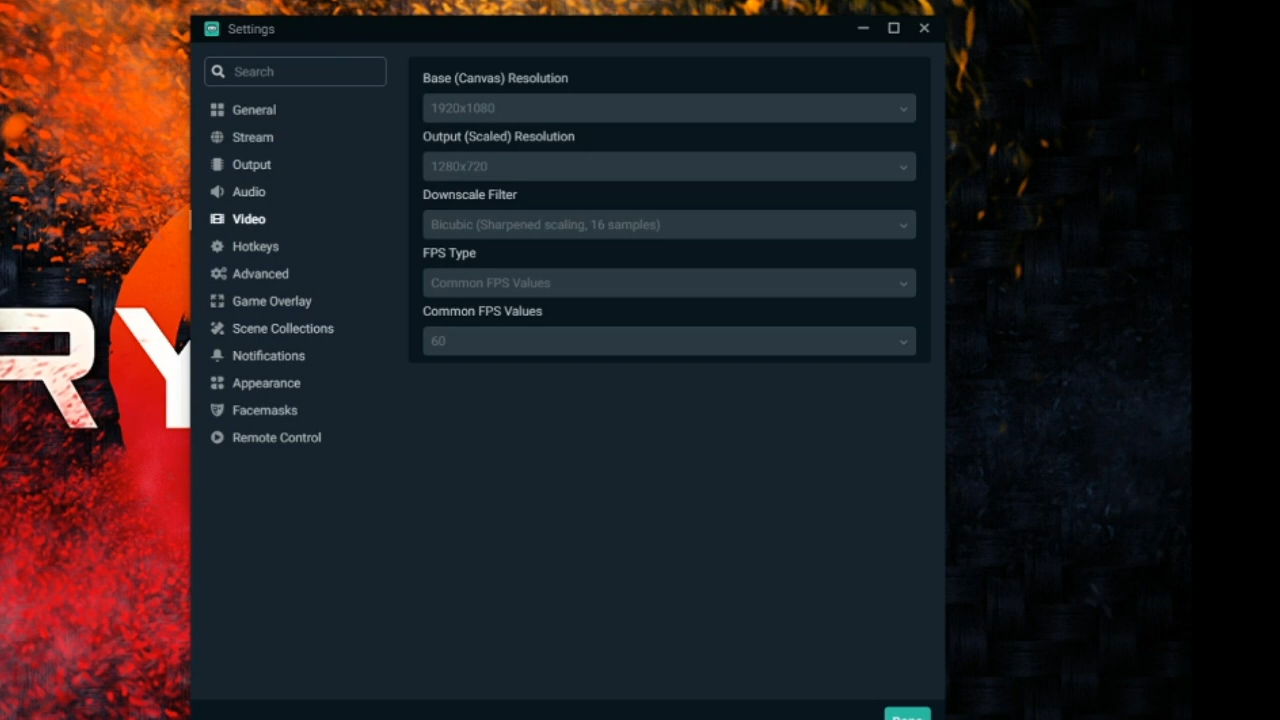 Settings
Search
General
Stream
Output
Audio
Video
Hotkeys
Advanced
Game Overlay
Scene Collections
Notifications
Appearance
Facemasks
Remote Control
Base (Canvas) Resolution
1920x1080
Output (Scaled) Resolution
1280x720
Downscale Filter
Bicubic (Sharpened scaling, 16 samples)
FPS Type
Common FPS Values
Common FPS Values
60
Done
RY